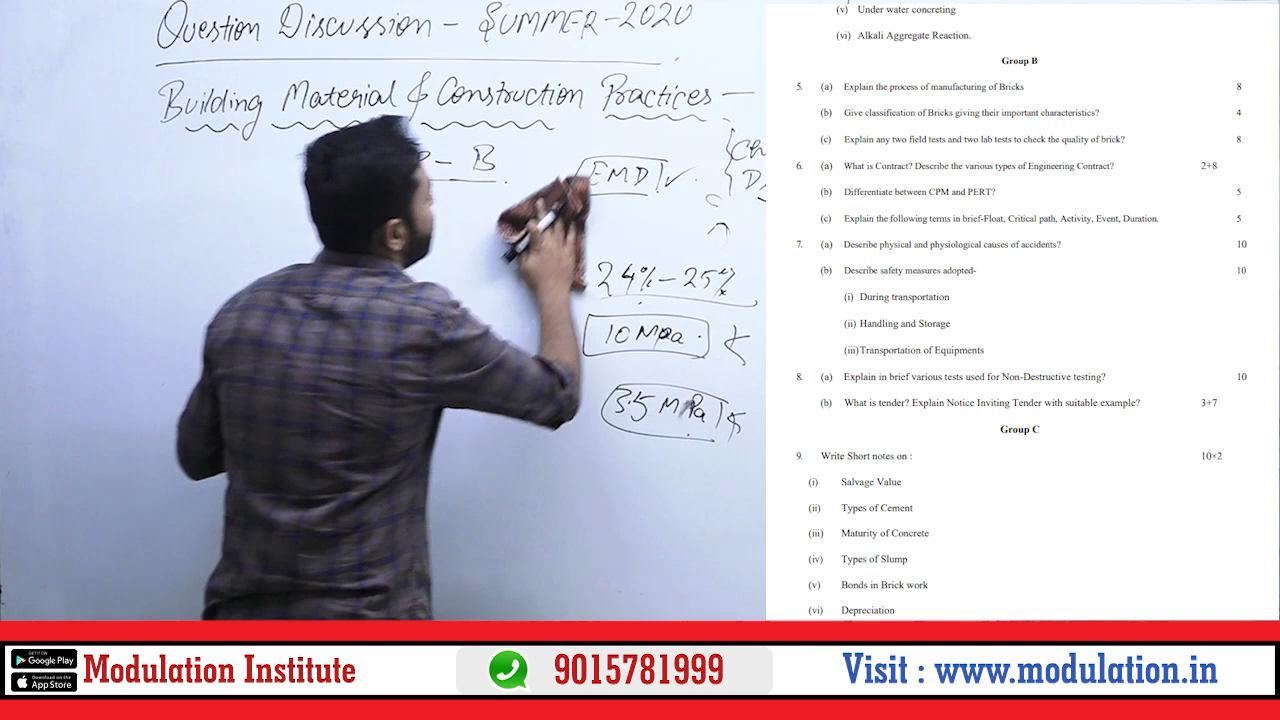 Question Discussion - SUMMER-2020
Building Material & Construction Practices -
- B
EMD
24% - 25%
10 MPa.
3.5 MPa
(v) Under water concreting
(vi) Alkali Aggregate Reaction.
Group B
5. (a) Explain the process of manufacturing of Bricks 8
(b) Give classification of Bricks giving their important characteristics? 4
(c) Explain any two field tests and two lab tests to check the quality of brick? 8
6. (a) What is Contract? Describe the various types of Engineering Contract? 2+8
(b) Differentiate between CPM and PERT? 5
(c) Explain the following terms in brief-Float, Critical path, Activity, Event, Duration. 5
7. (a) Describe physical and physiological causes of accidents? 10
(b) Describe safety measures adopted- 10
(i) During transportation
(ii) Handling and Storage
(iii) Transportation of Equipments
8. (a) Explain in brief various tests used for Non-Destructive testing? 10
(b) What is tender? Explain Notice Inviting Tender with suitable example? 3+7
Group C
9. Write Short notes on : 10×2
(i) Salvage Value
(ii) Types of Cement
(iii) Maturity of Concrete
(iv) Types of Slump
(v) Bonds in Brick work
(vi) Depreciation
GET IT ON Google Play
Download on the App Store
Modulation Institute
9015781999
Visit : www.modulation.in